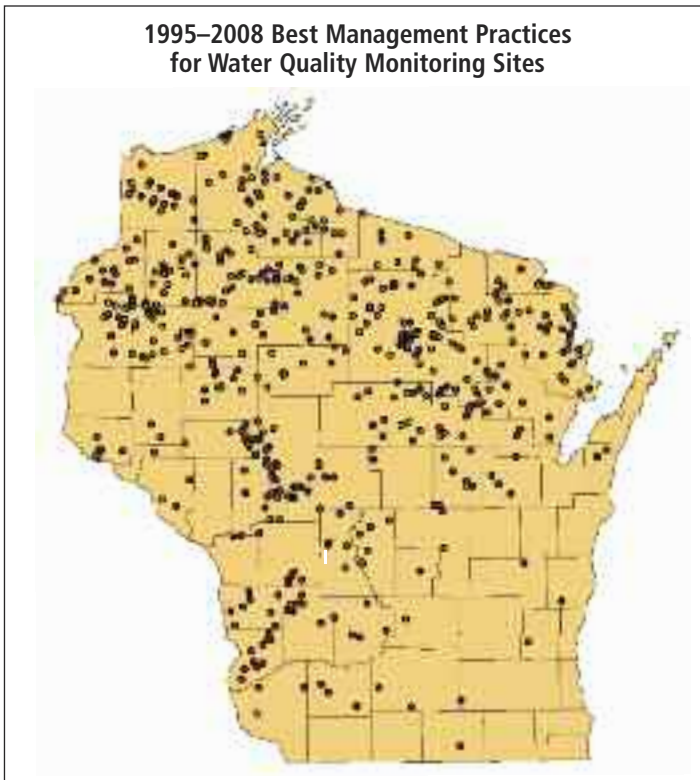 1995–2008 Best Management Practices
for Water Quality Monitoring Sites